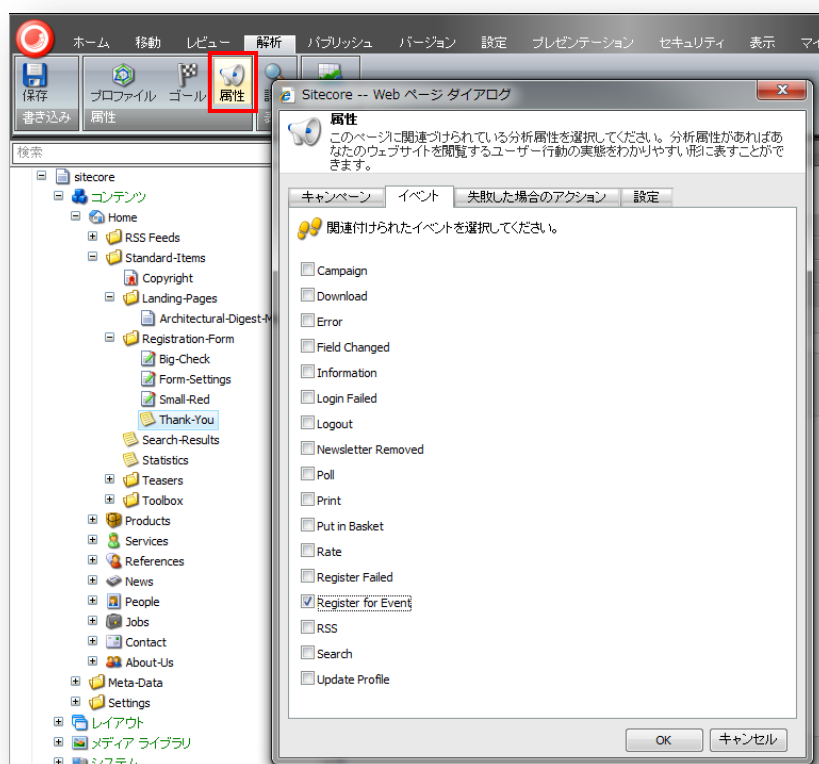 ホーム 移動 レビュー 解析 パブリッシュ バージョン 設定 プレゼンテーション セキュリティ 表示
保存 プロファイル ゴール 属性
書き込み 属性
Sitecore -- Web ページ ダイアログ
属性
このページに関連づけられている分析属性を選択してください。分析属性があればあ
なたのウェブサイトを閲覧するユーザー行動の実態をわかりやすい形に表すことがで
きます。
検索
sitecore
コンテンツ
Home
RSS Feeds
Standard-Items
Copyright
Landing-Pages
Architectural-Digest-M
Registration-Form
Big-Check
Form-Settings
Small-Red
Thank-You
Search-Results
Statistics
Teasers
Toolbox
Products
Services
References
News
People
Jobs
Contact
About-Us
Meta-Data
Settings
レイアウト
メディア ライブラリ
システム
キャンペーン イベント 失敗した場合のアクション 設定
関連付けられたイベントを選択してください。
Campaign
Download
Error
Field Changed
Information
Login Failed
Logout
Newsletter Removed
Poll
Print
Put in Basket
Rate
Register Failed
Register for Event
RSS
Search
Update Profile
OK キャンセル